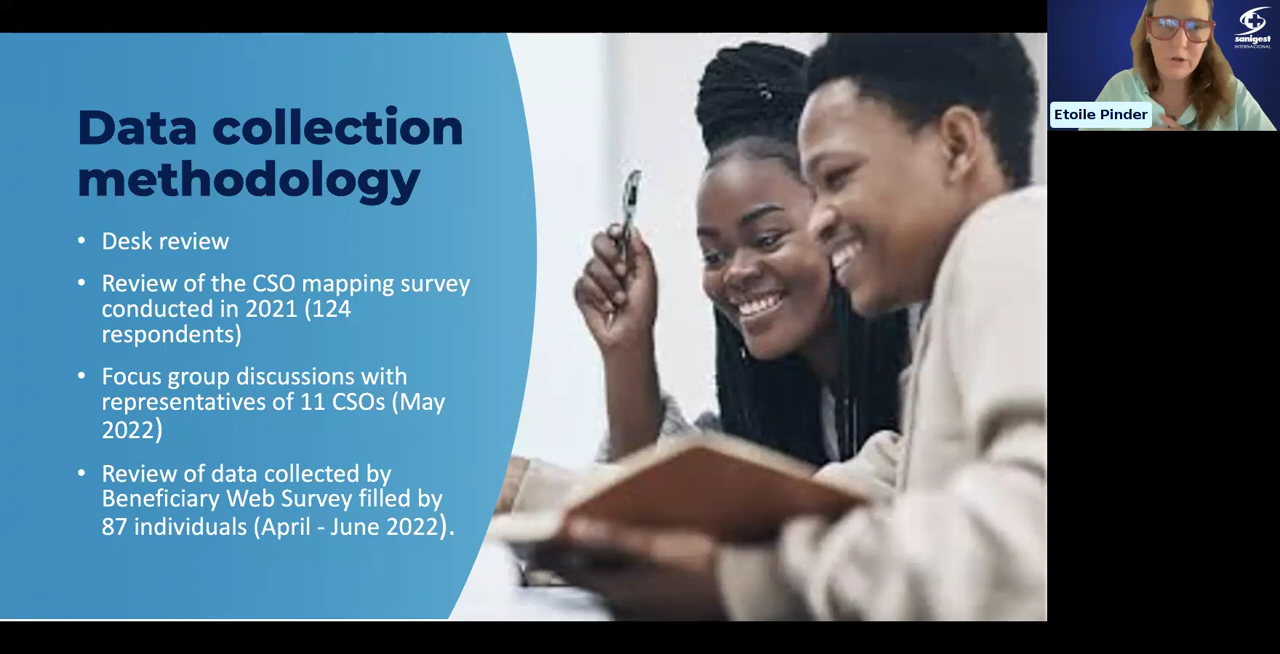 Data collection
methodology
• Desk review
• Review of the CSO mapping survey
conducted in 2021 (124
respondents)
• Focus group discussions with
representatives of 11 CSOs (May
2022)
• Review of data collected by
Beneficiary Web Survey filled by
87 individuals (April - June 2022).
sanigest
INTERNACIONAL
Etoile Pinder